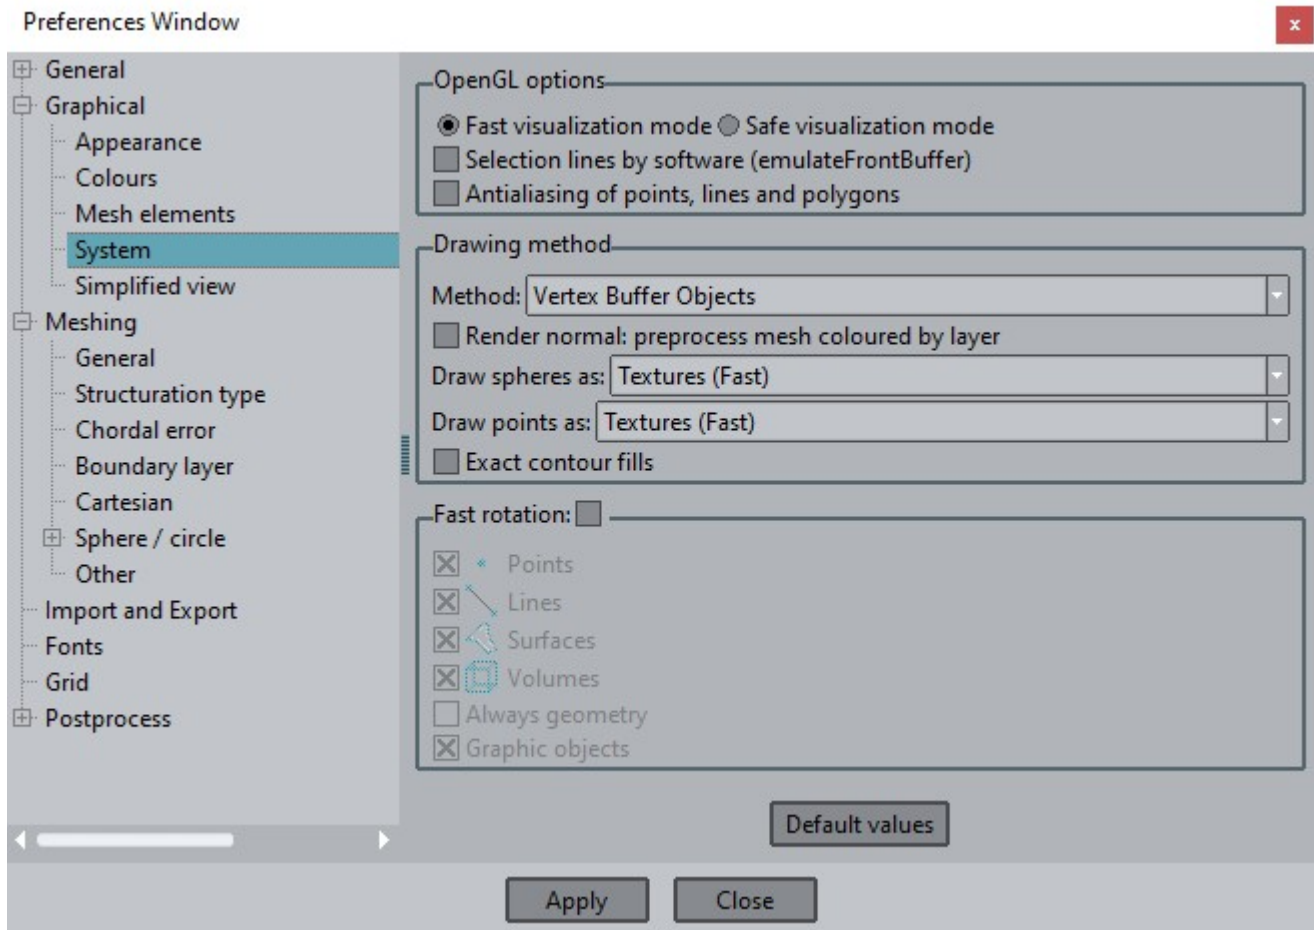 Preferences Window
x
General
Graphical
Appearance
Colours
Mesh elements
System
Simplified view
Meshing
General
Structuration type
Chordal error
Boundary layer
Cartesian
Sphere / circle
Other
Import and Export
Fonts
Grid
Postprocess
OpenGL options
Fast visualization mode Safe visualization mode
Selection lines by software (emulateFrontBuffer)
Antialiasing of points, lines and polygons
Drawing method
Method: Vertex Buffer Objects
Render normal: preprocess mesh coloured by layer
Draw spheres as: Textures (Fast)
Draw points as: Textures (Fast)
Exact contour fills
Fast rotation:
Points
Lines
Surfaces
Volumes
Always geometry
Graphic objects
Default values
Apply Close